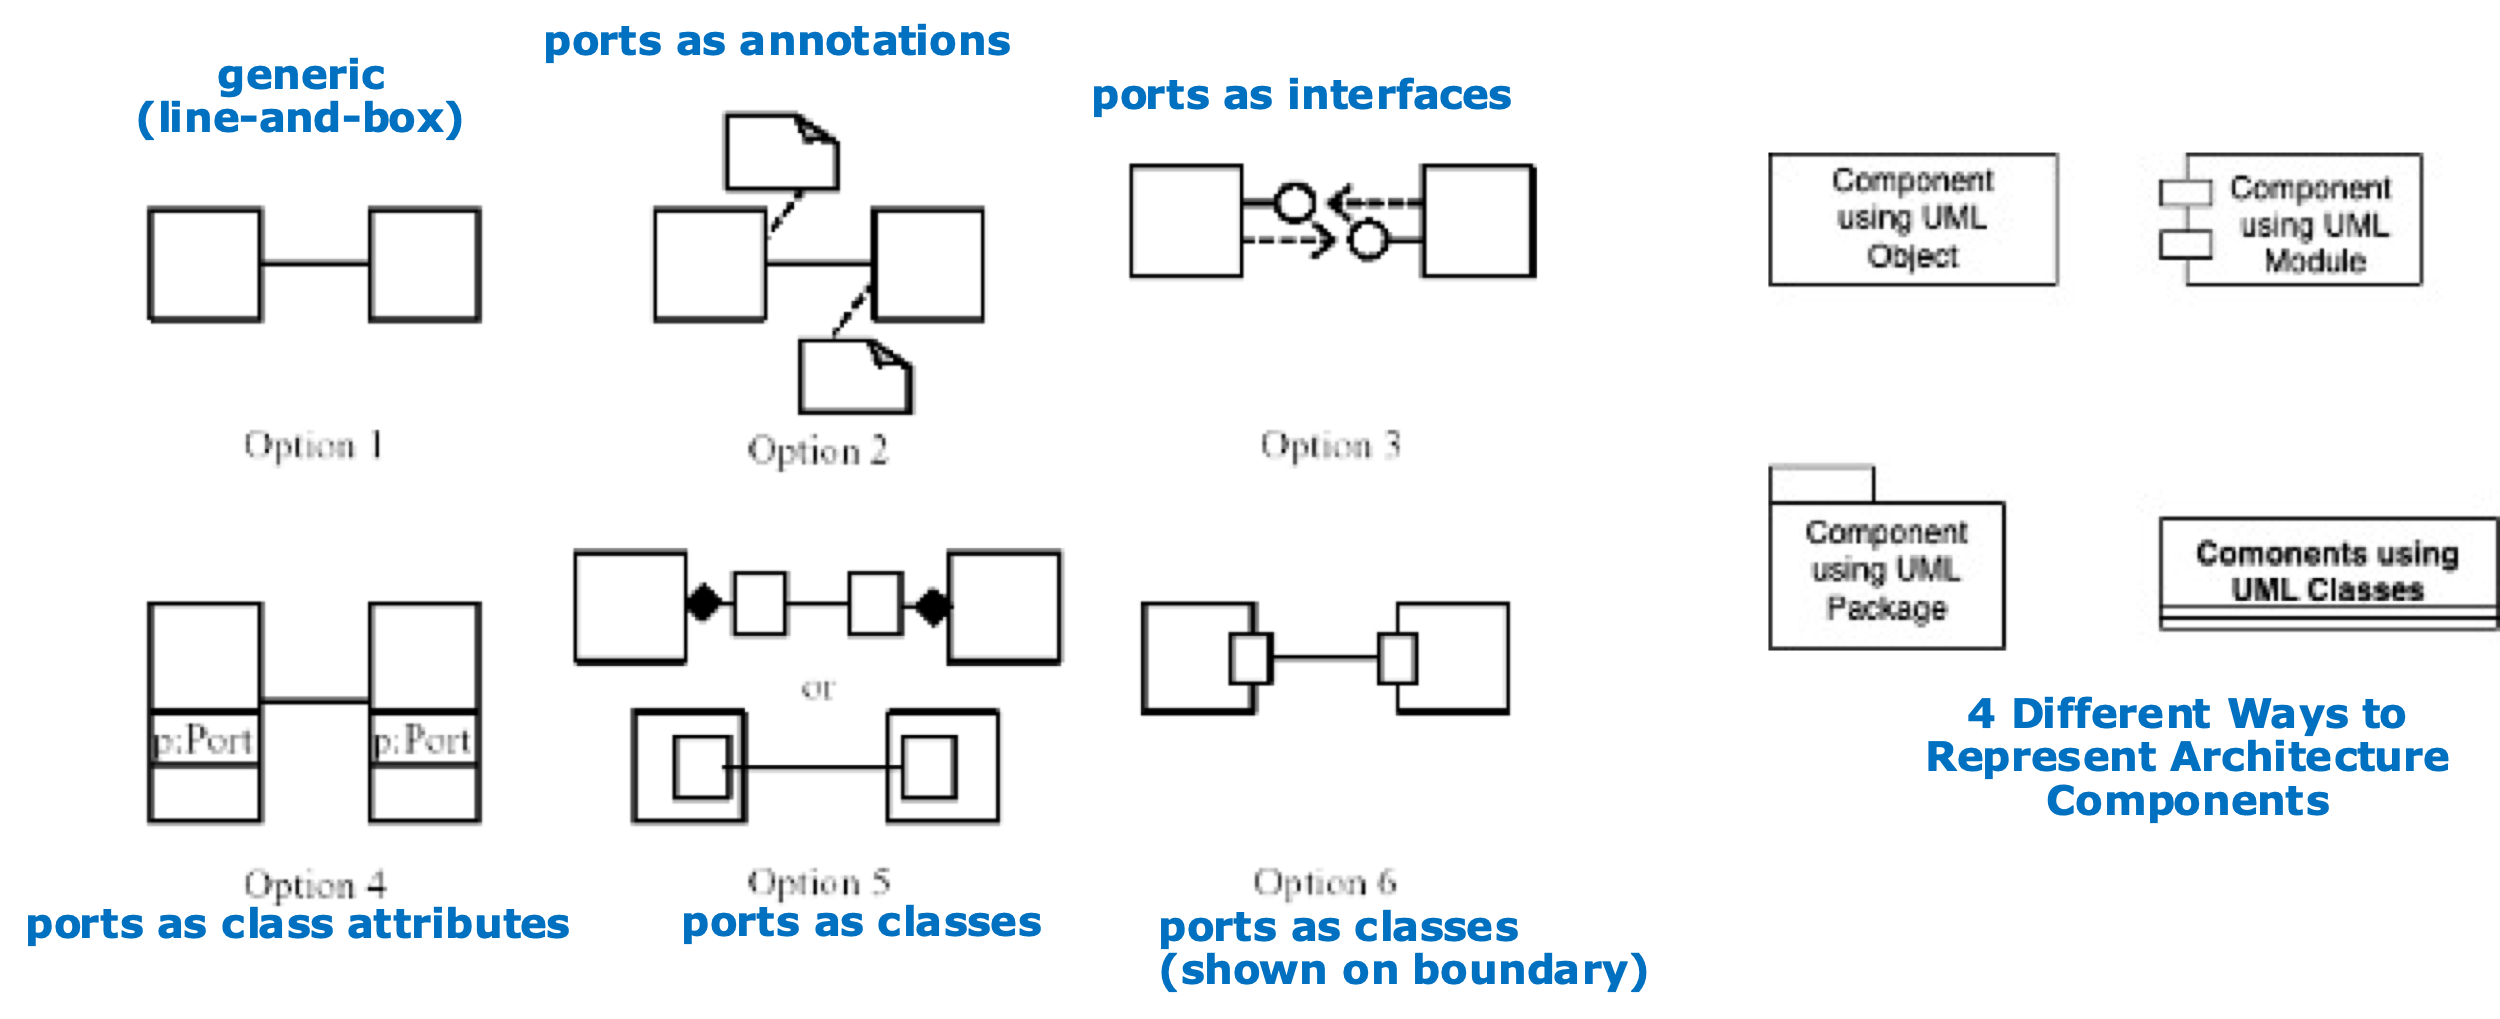 ports as annotations
generic
(line-and-box)
ports as interfaces
Option 1
Option 2
Option 3
p:Port
p:Port
or
Option 4
Option 5
Option 6
ports as class attributes
ports as classes
ports as classes
(shown on boundary)
Component
using UML
Object
Component
using UML
Module
Component
using UML
Package
Comonents using
UML Classes
4 Different Ways to
Represent Architecture
Components